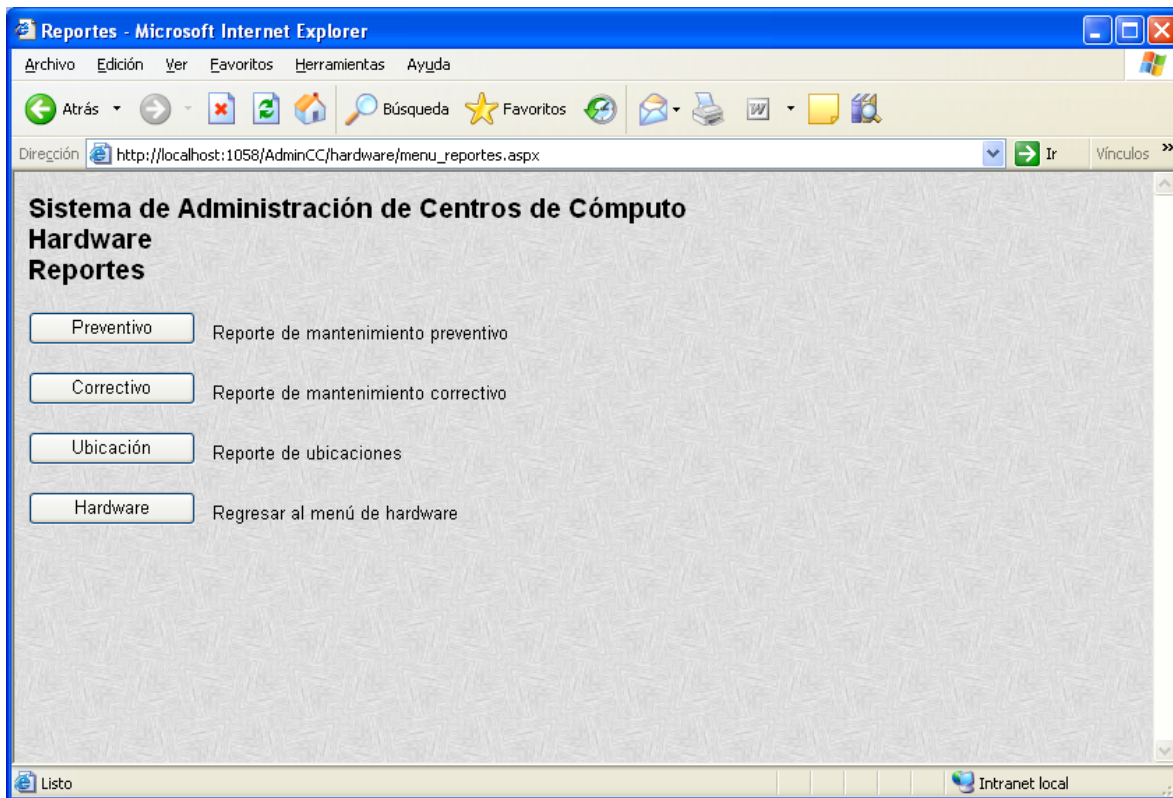 Reportes - Microsoft Internet Explorer
Archivo Edición Ver Favoritos Herramientas Ayuda
Atrás Búsqueda Favoritos
Dirección http://localhost:1058/AdminCC/hardware/menu_reportes.aspx Ir Vínculos »
Sistema de Administración de Centros de Cómputo
Hardware
Reportes
Preventivo Reporte de mantenimiento preventivo
Correctivo Reporte de mantenimiento correctivo
Ubicación Reporte de ubicaciones
Hardware Regresar al menú de hardware
Listo Intranet local